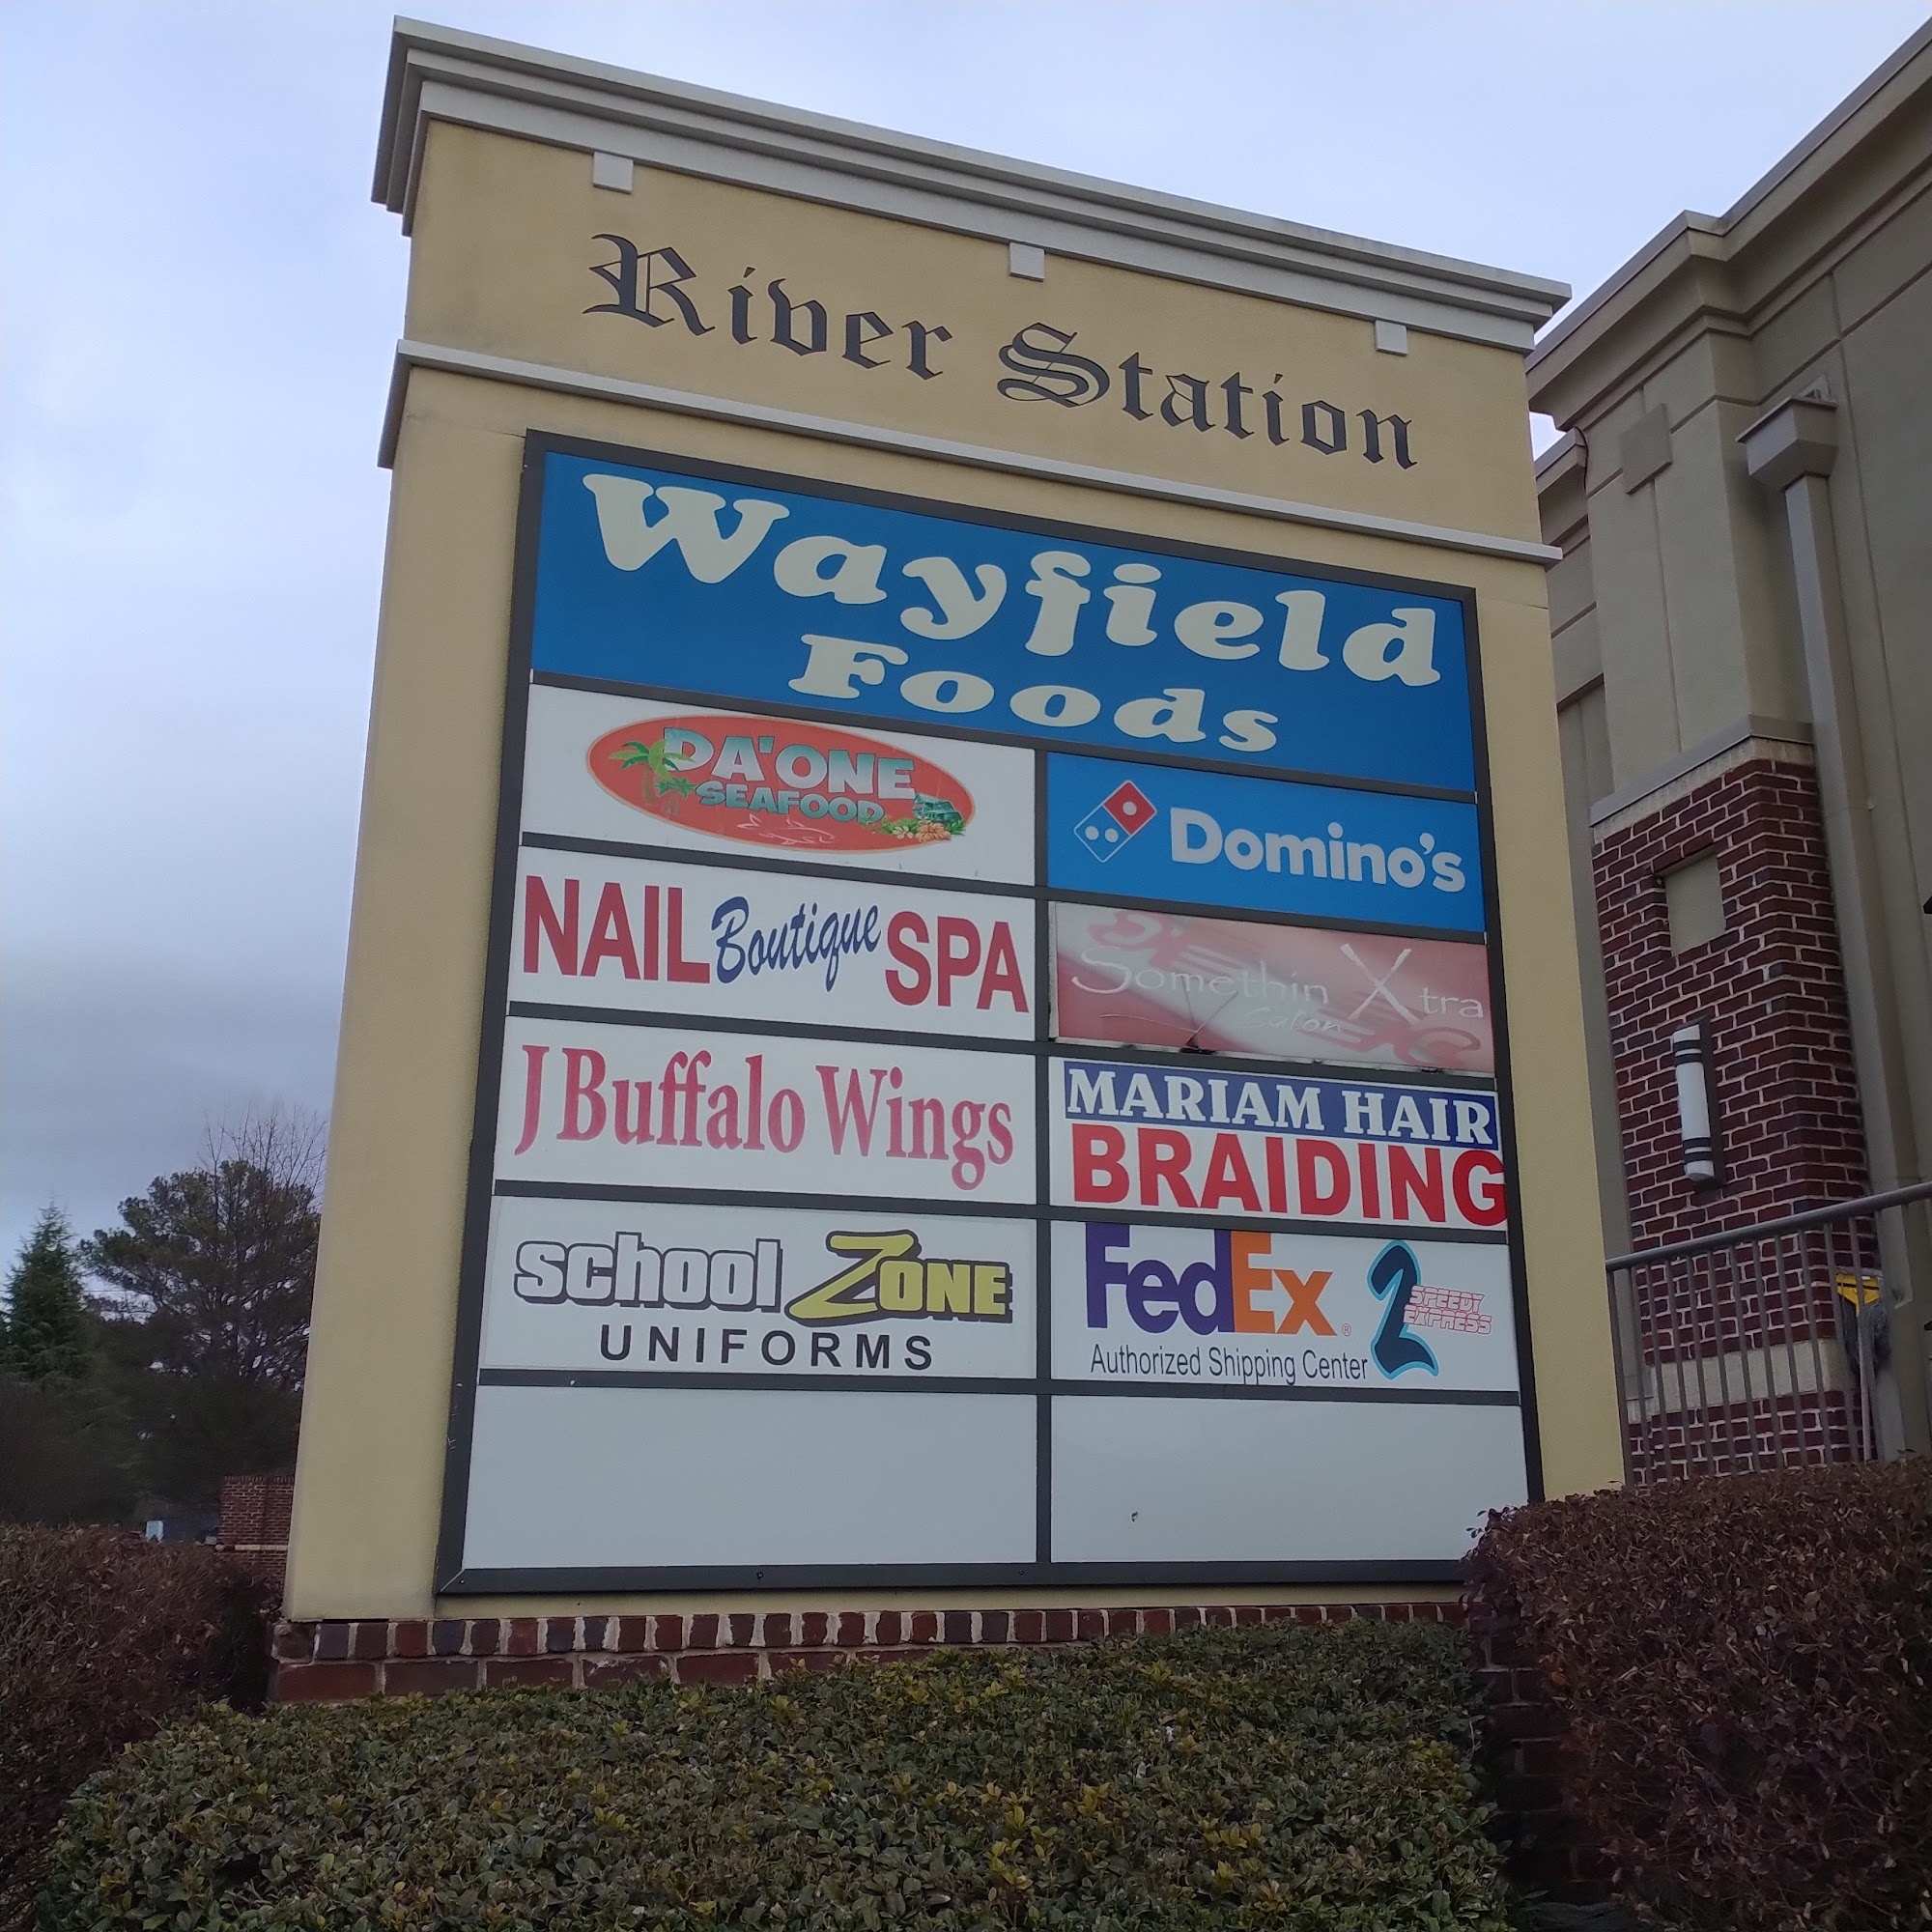 River Station
Wayfield
Foods
DA'ONE
SEAFOOD
Domino's
NAIL Boutique SPA
Somethin Xtra
Salon
J Buffalo Wings
MARIAM HAIR
BRAIDING
school ZONE
UNIFORMS
FedEx®
Authorized Shipping Center
2 SPEEDY
EXPRESS